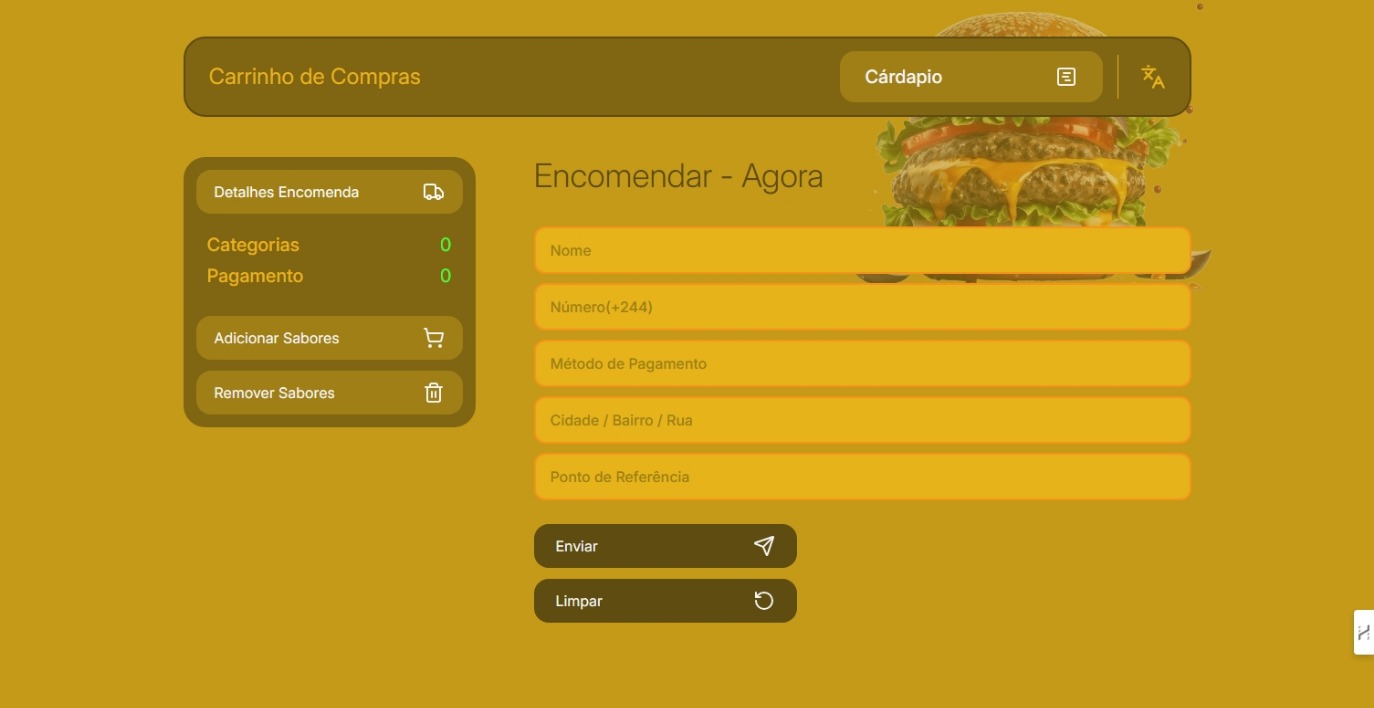 Carrinho de Compras
Cárdapio
Detalhes Encomenda
Categorias 0
Pagamento 0
Adicionar Sabores
Remover Sabores
Encomendar - Agora
Nome
Número(+244)
Método de Pagamento
Cidade / Bairro / Rua
Ponto de Referência
Enviar
Limpar